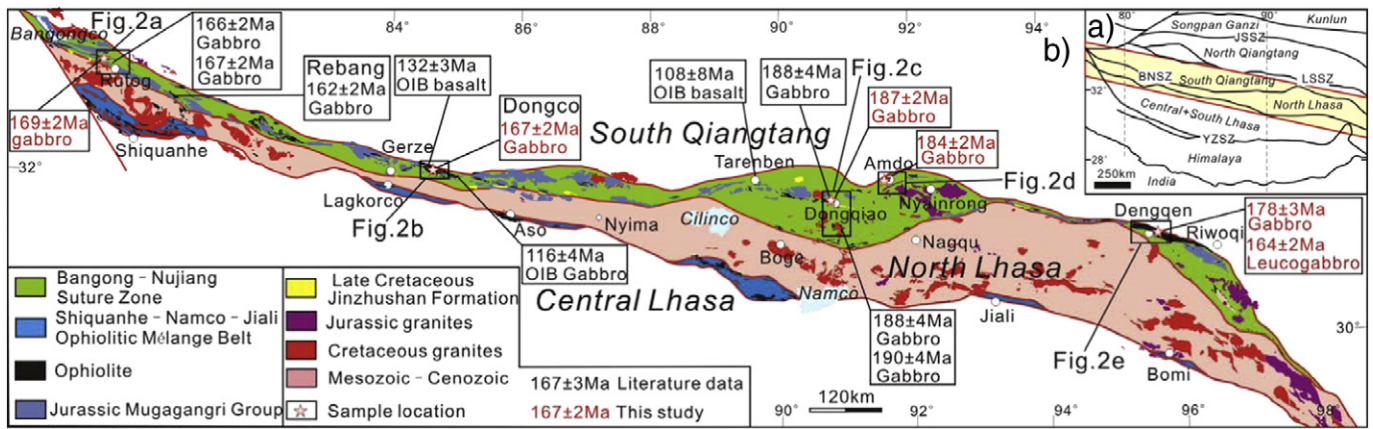 84°
86°
88°
90°
92°
94°
Fig.2a
Bangongco
166±2Ma
Gabbro
167±2Ma
Gabbro
Rutog
169±2Ma
gabbro
Shiquanhe
32°
Rebang
162±2Ma
Gabbro
132±3Ma
OIB basalt
Dongco
167±2Ma
Gabbro
Gerze
Lagkorco
Fig.2b
Aso
Nyima
116±4Ma
OIB Gabbro
South Qiangtang
108±8Ma
OIB basalt
188±4Ma
Gabbro
Fig.2c
187±2Ma
Gabbro
184±2Ma
Gabbro
Tarenben
Amdo
Fig.2d
Nyainrong
Dongqiao
Cilinco
Boge
Nagqu
North Lhasa
Central Lhasa
Namco
Jiali
188±4Ma
Gabbro
190±4Ma
Gabbro
Dengqen
Riwoqi
178±3Ma
Gabbro
164±2Ma
Leucogabbro
Fig.2e
Bomi
30°
90°
92°
94°
96°
98°
120km
b)
a)
80°
90°
Songpan Ganzi
Kunlun
JSSZ
North Qiangtang
BNSZ
South Qiangtang
LSSZ
32°
North Lhasa
Central+South Lhasa
YZSZ
28°
Himalaya
250km
India
Bangong – Nujiang
Suture Zone
Shiquanhe – Namco – Jiali
Ophiolitic Mélange Belt
Ophiolite
Jurassic Mugagangri Group
Late Cretaceous
Jinzhushan Formation
Jurassic granites
Cretaceous granites
Mesozoic – Cenozoic
Sample location
167±3Ma Literature data
167±2Ma This study